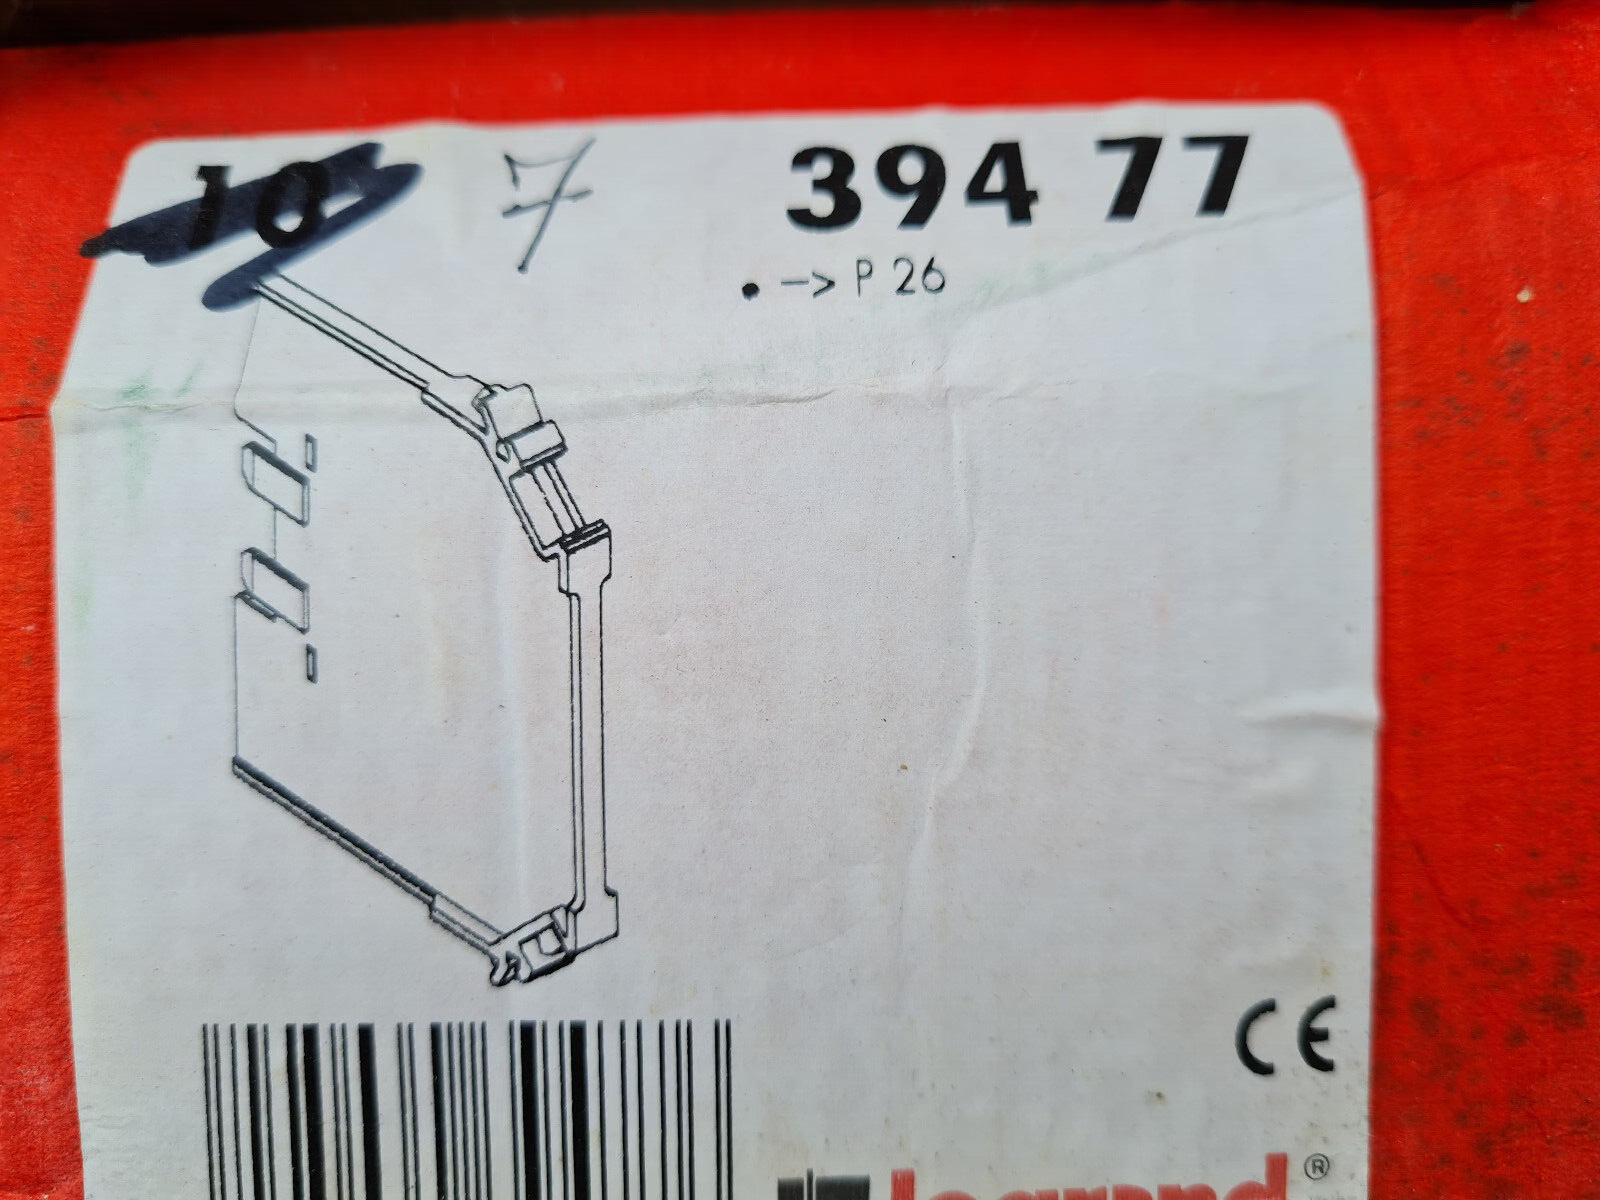 10 7 394 77
• -> P 26
CE
legrand®